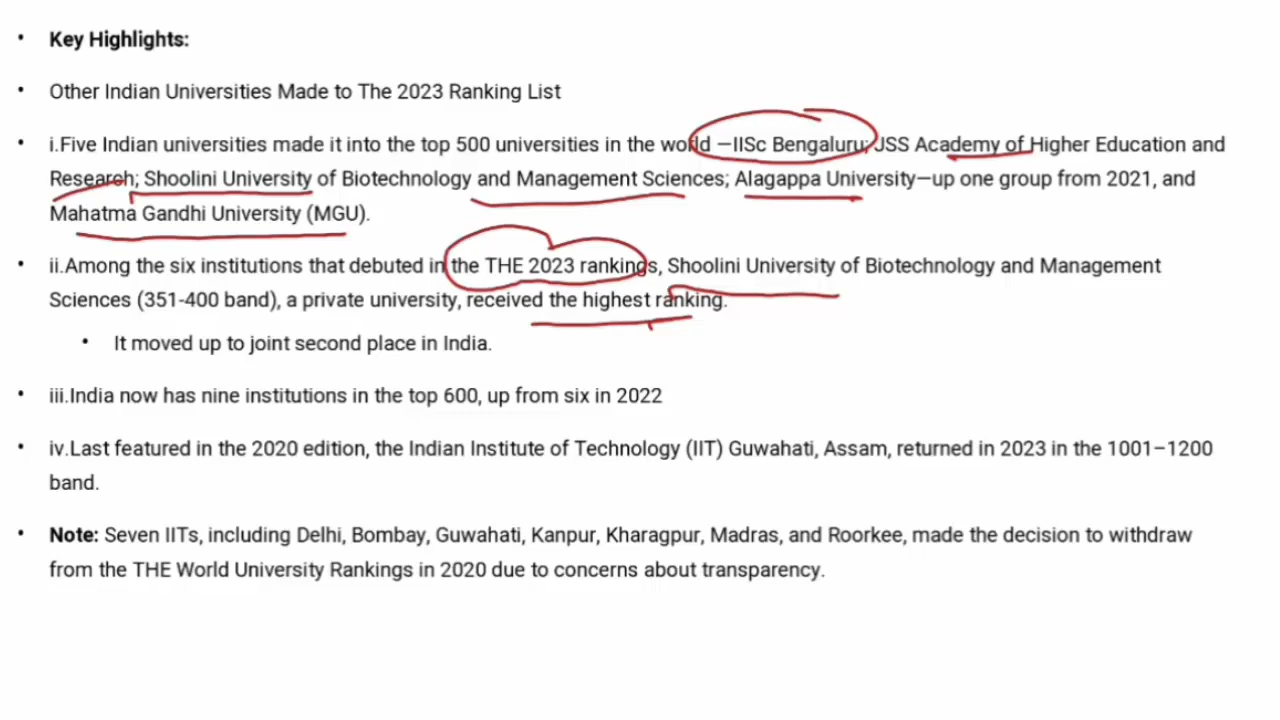 • Key Highlights:
• Other Indian Universities Made to The 2023 Ranking List
• i.Five Indian universities made it into the top 500 universities in the world –IISc Bengaluru; JSS Academy of Higher Education and
Research; Shoolini University of Biotechnology and Management Sciences; Alagappa University—up one group from 2021, and
Mahatma Gandhi University (MGU).
• ii.Among the six institutions that debuted in the THE 2023 rankings, Shoolini University of Biotechnology and Management
Sciences (351-400 band), a private university, received the highest ranking.
• It moved up to joint second place in India.
• iii.India now has nine institutions in the top 600, up from six in 2022
• iv.Last featured in the 2020 edition, the Indian Institute of Technology (IIT) Guwahati, Assam, returned in 2023 in the 1001–1200
band.
• Note: Seven IITs, including Delhi, Bombay, Guwahati, Kanpur, Kharagpur, Madras, and Roorkee, made the decision to withdraw
from the THE World University Rankings in 2020 due to concerns about transparency.